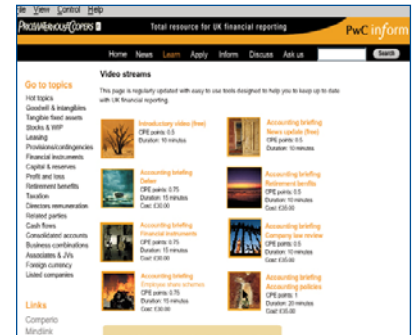 View Control Help
PRICEWATERHOUSECOOPERS
Total resource for UK financial reporting
PwC inform
Home News Learn Apply Inform Discuss Ask us
Search
Video streams
This page is regularly updated with easy to use tools designed to help you to keep up to date
with UK financial reporting.
Go to topics
Hot topics
Goodwill & intangibles
Tangible fixed assets
Stocks & WIP
Leasing
Provisions/contingencies
Financial instruments
Capital & reserves
Profit and loss
Retirement benefits
Taxation
Directors remuneration
Related parties
Cash flows
Consolidated accounts
Business combinations
Associates & JVs
Foreign currency
Listed companies
Links
Comperio
Mindlink
Introductory video (free)
CPE points: 0.5
Duration: 10 minutes
Accounting briefing
News update (free)
CPE points: 0.5
Duration: 10 minutes
Accounting briefing
CPE points: 0.75
Duration: 15 minutes
Cost: £30.00
Accounting briefing
Retirement benefits
CPE points: 0.5
Duration: 10 minutes
Cost: £35.00
Accounting briefing
Financial instruments
CPE points: 0.75
Duration: 15 minutes
Cost: £30.00
Accounting briefing
Company law review
CPE points: 0.5
Duration: 10 minutes
Cost: £35.00
Accounting briefing
Employee share schemes
CPE points: 0.75
Duration: 15 minutes
Cost: £30.00
Accounting briefing
Accounting policies
CPE points: 1
Duration: 20 minutes
Cost: £35.00